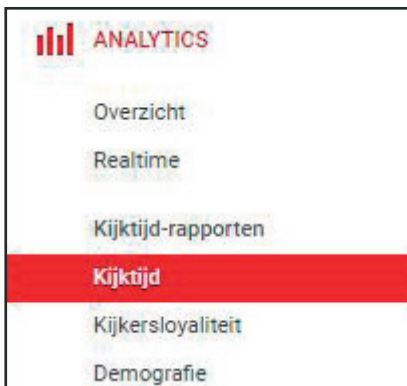 ANALYTICS
Overzicht
Realtime
Kijktijd-rapporten
Kijktijd
Kijkersloyaliteit
Demografie